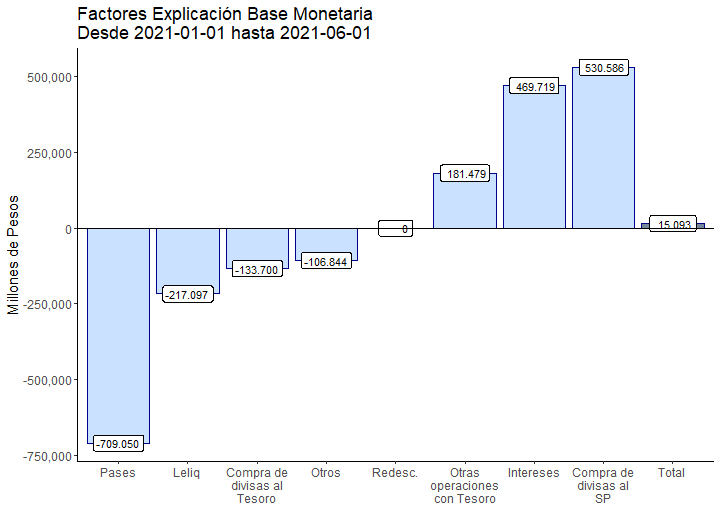 Factores Explicación Base Monetaria
Desde 2021-01-01 hasta 2021-06-01
Millones de Pesos
500,000
250,000
0
-250,000
-500,000
-750,000
-709.050
-217.097
-133.700
-106.844
0
181.479
469.719
530.586
15.093
Pases
Leliq
Compra de
divisas al
Tesoro
Otros
Redesc.
Otras
operaciones
con Tesoro
Intereses
Compra de
divisas al
SP
Total